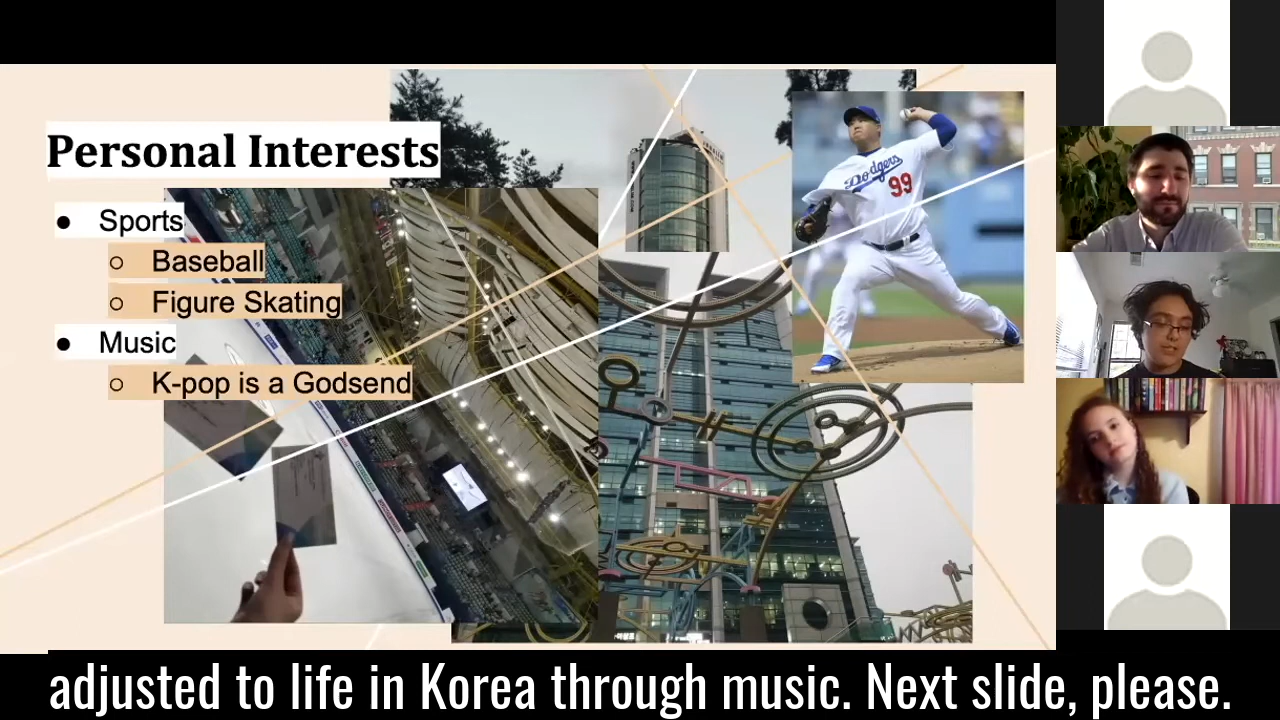 Personal Interests
● Sports
○ Baseball
○ Figure Skating
● Music
○ K-pop is a Godsend
Dodgers
99
adjusted to life in Korea through music. Next slide, please.